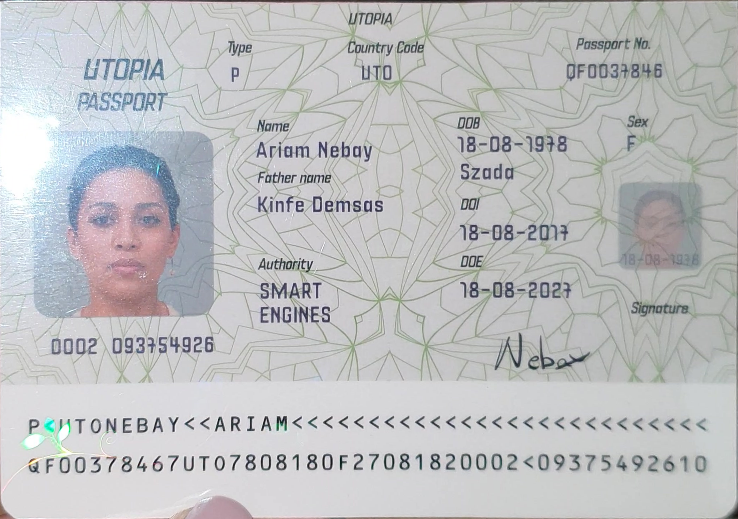 UTOPIA
Type Country Code Passport No.
UTOPIA P UTO QF0037846
PASSPORT
Name DOB Sex
Ariam Nebay 18-08-1978 F
Father name Szada
Kinfe Demsas DOI
18-08-2017
Authority DOE
SMART 18-08-2027
ENGINES
18-08-1978
Signature
0002 093754926
Nebay
P<UTONEBAY<<ARIAM<<<<<<<<<<<<<<<<<<<<<<<<<<<
QF00378467UTO7808180F27081820002<09375492610